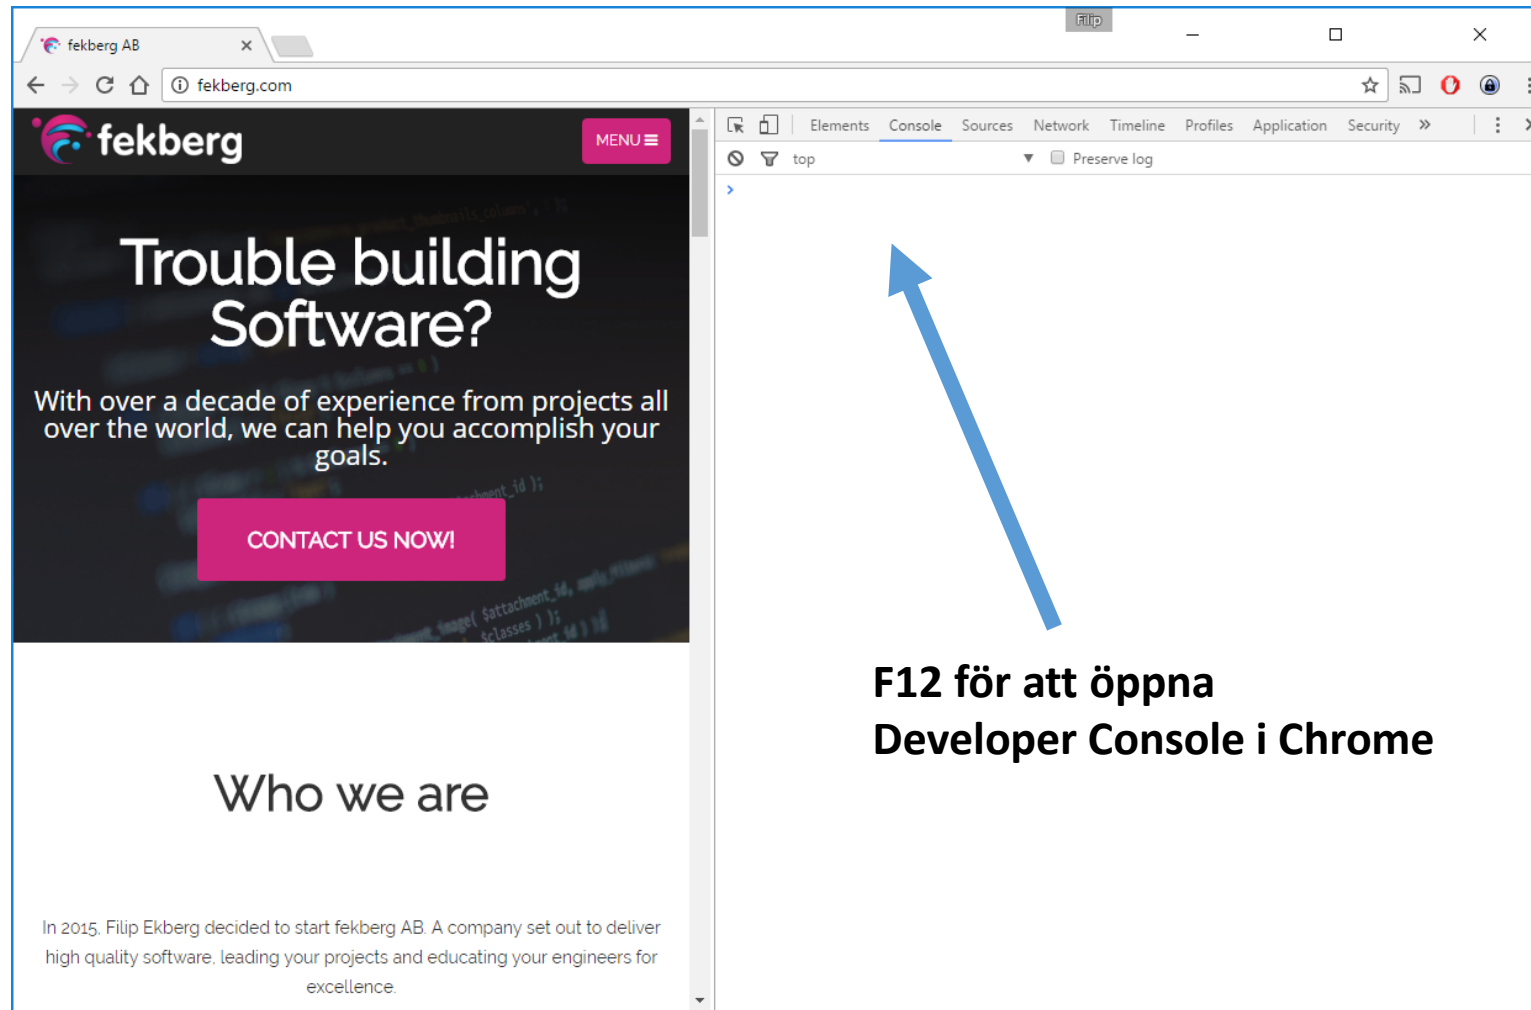 Filip
fekberg AB
fekberg.com
fekberg
MENU
Elements Console Sources Network Timeline Profiles Application Security
top
Preserve log
Trouble building
Software?
With over a decade of experience from projects all
over the world, we can help you accomplish your
goals.
CONTACT US NOW!
$attachment_id,
$classes ) );
F12 för att öppna
Developer Console i Chrome
Who we are
In 2015, Filip Ekberg decided to start fekberg AB. A company set out to deliver
high quality software, leading your projects and educating your engineers for
excellence.